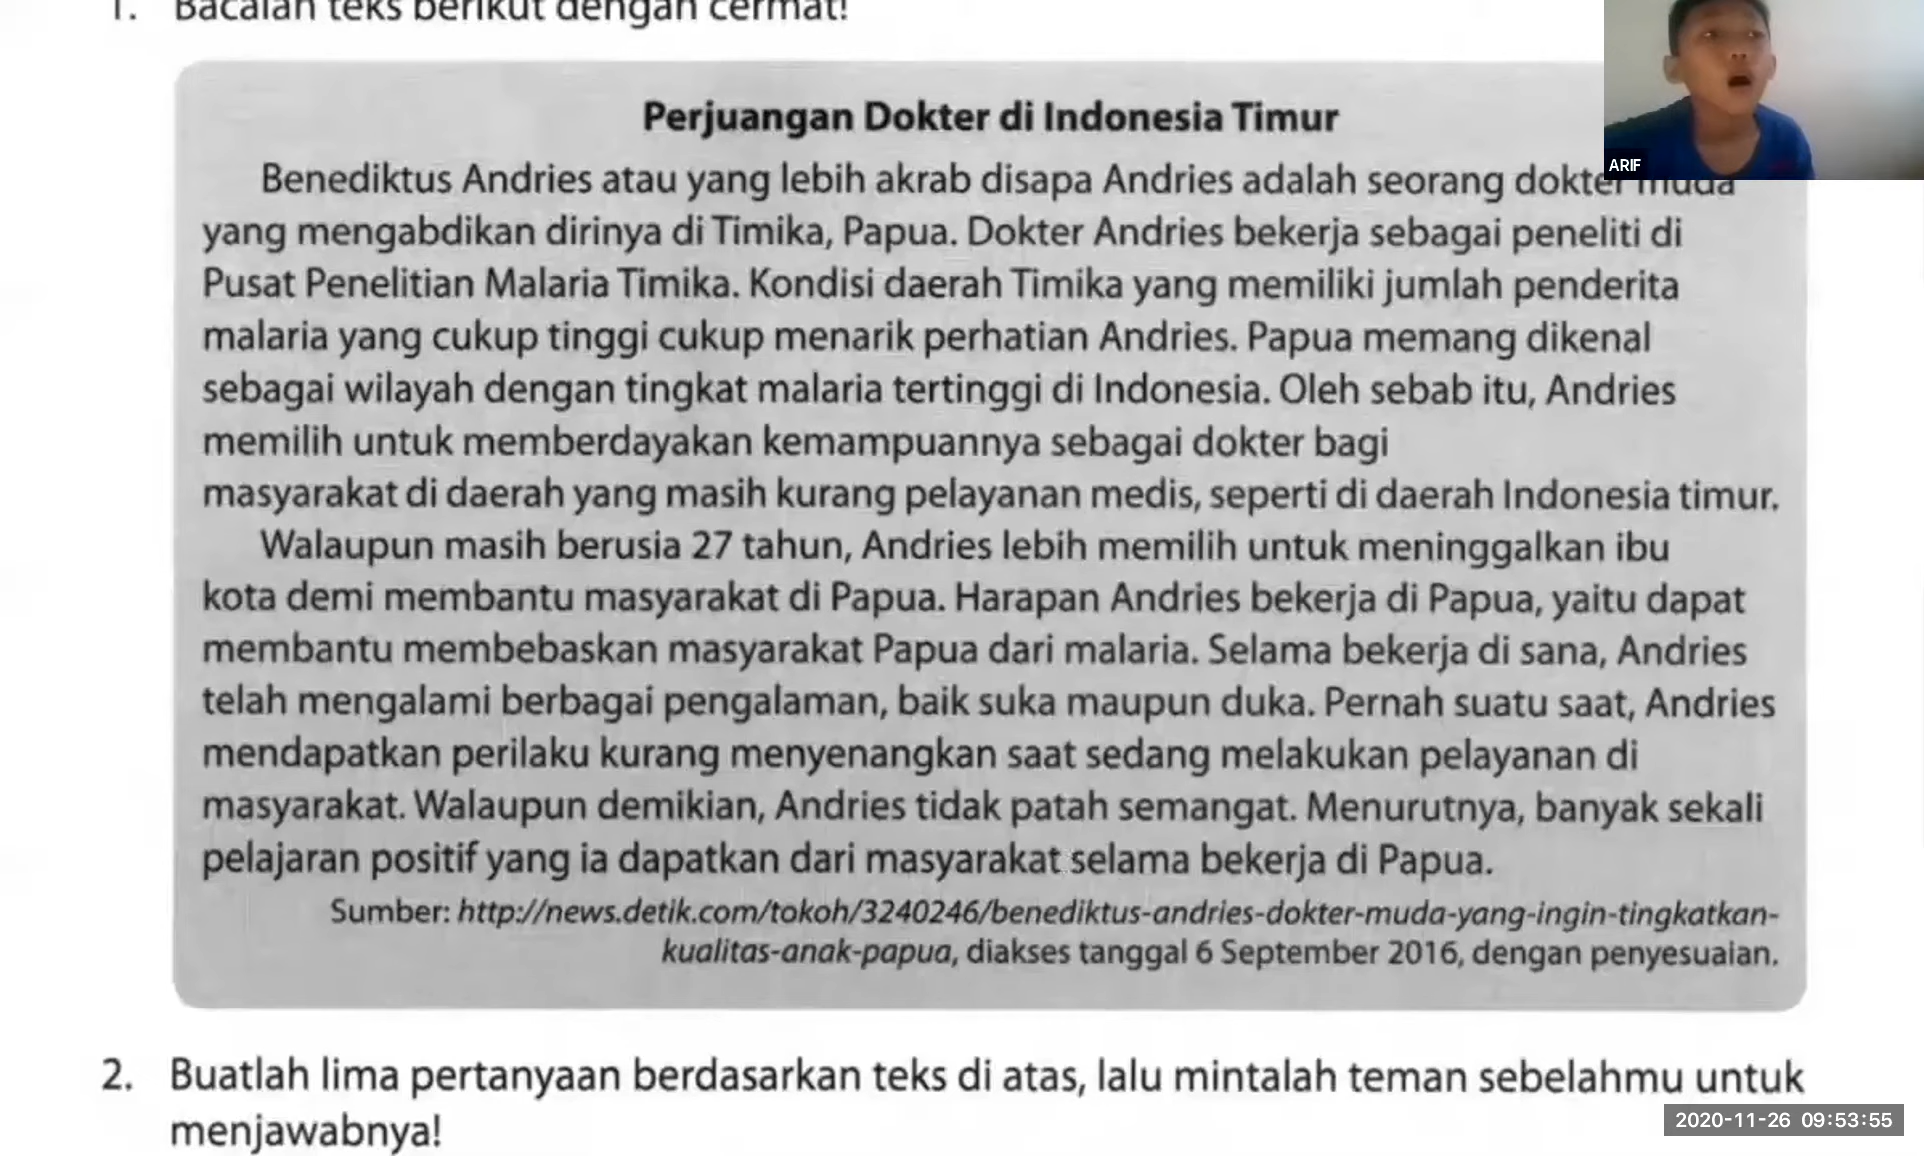 1. Bacalah teks berikut dengan cermat!
Perjuangan Dokter di Indonesia Timur
ARIF
Benediktus Andries atau yang lebih akrab disapa Andries adalah seorang dokter muda
yang mengabdikan dirinya di Timika, Papua. Dokter Andries bekerja sebagai peneliti di
Pusat Penelitian Malaria Timika. Kondisi daerah Timika yang memiliki jumlah penderita
malaria yang cukup tinggi cukup menarik perhatian Andries. Papua memang dikenal
sebagai wilayah dengan tingkat malaria tertinggi di Indonesia. Oleh sebab itu, Andries
memilih untuk memberdayakan kemampuannya sebagai dokter bagi
masyarakat di daerah yang masih kurang pelayanan medis, seperti di daerah Indonesia timur.
Walaupun masih berusia 27 tahun, Andries lebih memilih untuk meninggalkan ibu
kota demi membantu masyarakat di Papua. Harapan Andries bekerja di Papua, yaitu dapat
membantu membebaskan masyarakat Papua dari malaria. Selama bekerja di sana, Andries
telah mengalami berbagai pengalaman, baik suka maupun duka. Pernah suatu saat, Andries
mendapatkan perilaku kurang menyenangkan saat sedang melakukan pelayanan di
masyarakat. Walaupun demikian, Andries tidak patah semangat. Menurutnya, banyak sekali
pelajaran positif yang ia dapatkan dari masyarakat selama bekerja di Papua.
Sumber: http://news.detik.com/tokoh/3240246/benediktus-andries-dokter-muda-yang-ingin-tingkatkan-
kualitas-anak-papua, diakses tanggal 6 September 2016, dengan penyesuaian.
2. Buatlah lima pertanyaan berdasarkan teks di atas, lalu mintalah teman sebelahmu untuk
menjawabnya!
2020-11-26 09:53:55